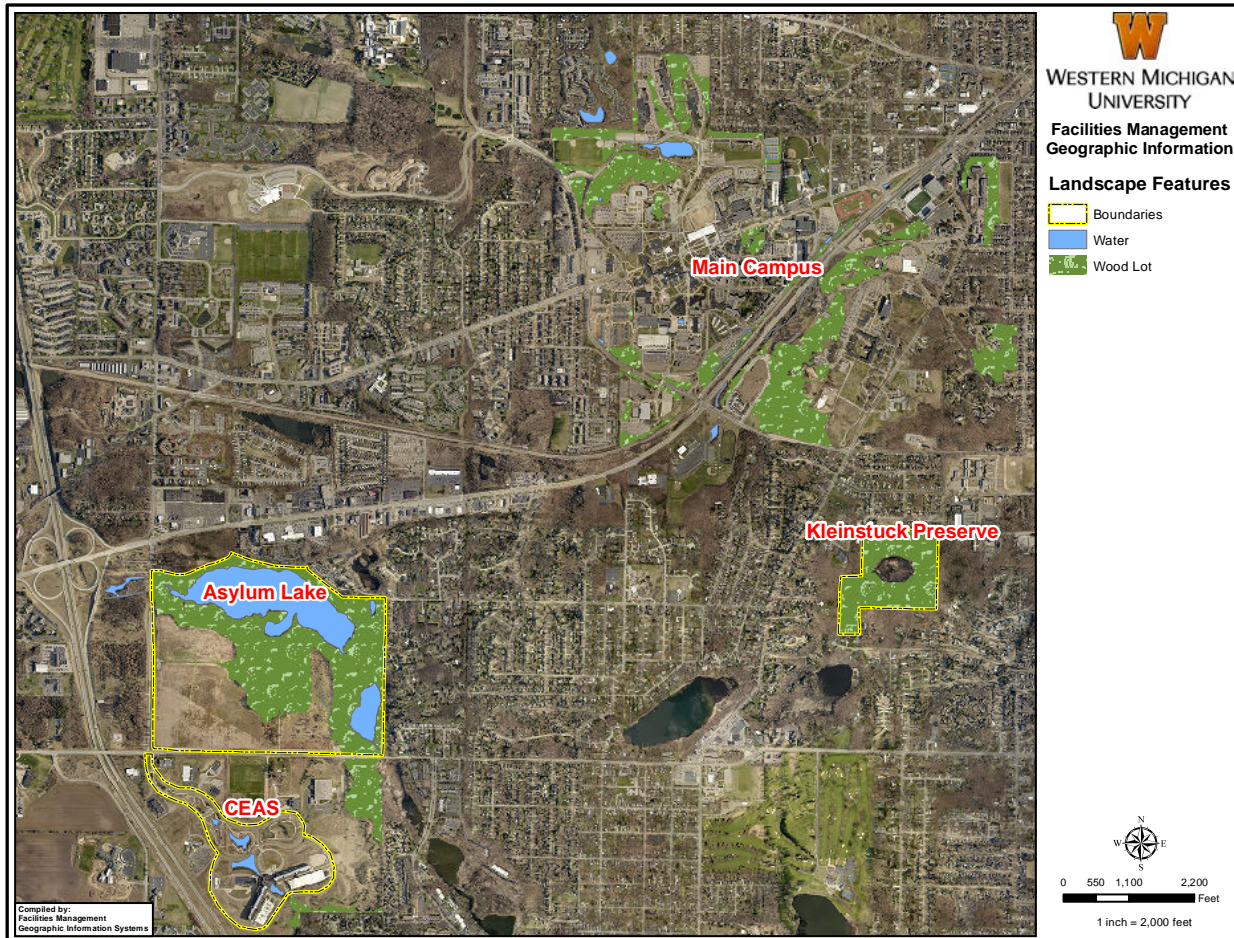 W
WESTERN MICHIGAN
UNIVERSITY
Facilities Management
Geographic Information
Landscape Features
Boundaries
Water
Wood Lot
Main Campus
Kleinstuck Preserve
Asylum Lake
CEAS
N
W E
S
0 550 1,100 2,200
Feet
1 inch = 2,000 feet
Compiled by:
Facilities Management
Geographic Information Systems